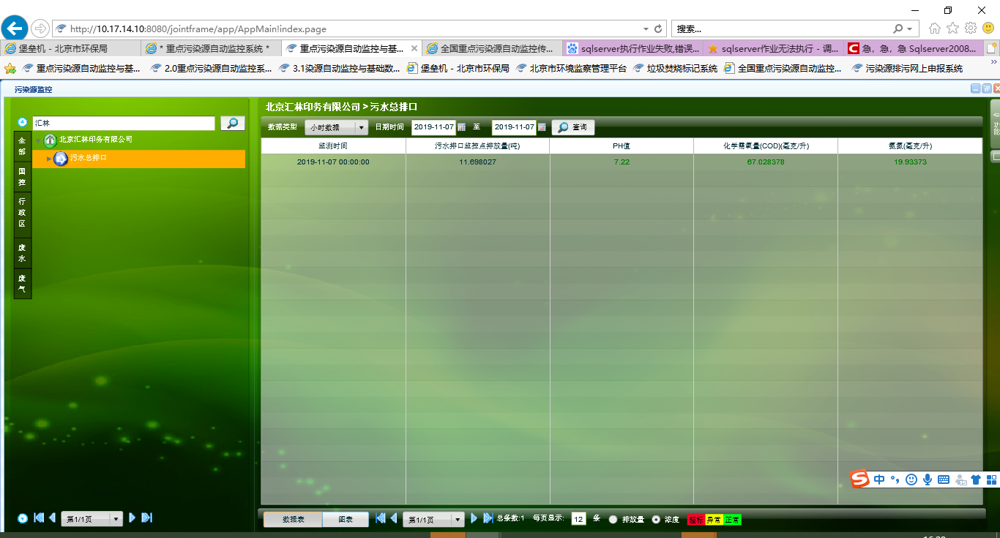 http://10.17.14.10:8080/jointframe/app/AppMain!index.page
搜索...
堡垒机 - 北京市环保局
* 重点污染源自动监控系统 *
重点污染源自动监控与基...
全国重点污染源自动监控传...
sqlserver执行作业失败,错误...
sqlserver作业无法执行 - 调...
急，急，急 Sqlserver2008...
重点污染源自动监控与基...
2.0重点污染源自动监控系...
3.1染源自动监控与基础数...
堡垒机 - 北京市环保局
北京市环境监察管理平台
垃圾焚烧标记系统
全国重点污染源自动监控...
污染源排污网上申报系统
污染源监控
汇林
全部
国控
行政区
废水
废气
北京汇林印务有限公司
污水总排口
第1/1页
北京汇林印务有限公司 > 污水总排口
数据类型 小时数据 日期时间 2019-11-07 至 2019-11-07 查询
监测时间 污水排口监控点排放量(吨) PH值 化学需氧量(COD)(毫克/升) 氨氮(毫克/升)
2019-11-07 00:00:00 11.698027 7.22 67.028378 19.93373
功能
中
数据表 图表 第1/1页 总条数:1 每页显示: 12 条 排放量 浓度 超标 异常 正常